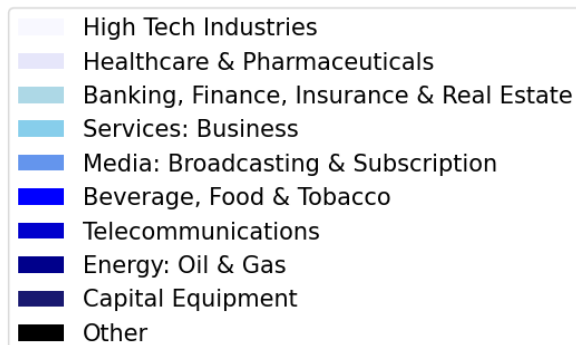 High Tech Industries
Healthcare & Pharmaceuticals
Banking, Finance, Insurance & Real Estate
Services: Business
Media: Broadcasting & Subscription
Beverage, Food & Tobacco
Telecommunications
Energy: Oil & Gas
Capital Equipment
Other